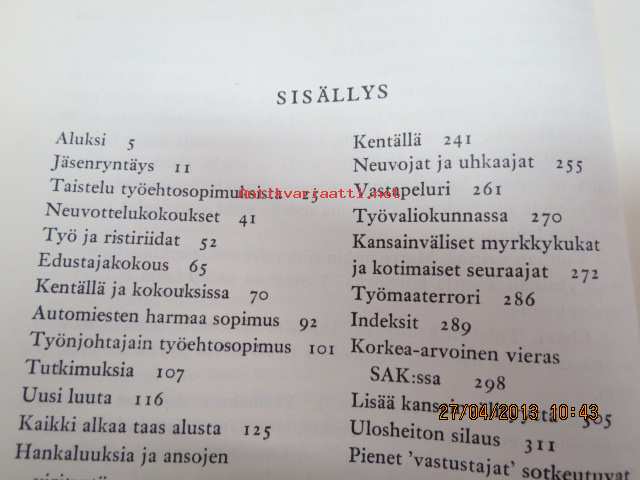 SISÄLLYS
Aluksi 5
Jäsenryntäys 11
Taistelu työehtosopimuksista 25
Neuvottelukokoukset 41
Työ ja ristiriidat 52
Edustajakokous 65
Kentällä ja kokouksissa 70
Automiesten harmaa sopimus 92
Työnjohtajain työehtosopimus 101
Tutkimuksia 107
Uusi luuta 116
Kaikki alkaa taas alusta 125
Hankaluuksia ja ansojen
Kentällä 241
Neuvojat ja uhkaajat 255
Vastapeluri 261
Työvaliokunnassa 270
Kansainväliset myrkkykukat
ja kotimaiset seuraajat 272
Työmaaterrori 286
Indeksit 289
Korkea-arvoinen vieras
SAK:ssa 298
Lisää 305
Ulosheiton silaus 311
Pienet 'vastustajat' sotkeutuvat
27/04/2013 10:43